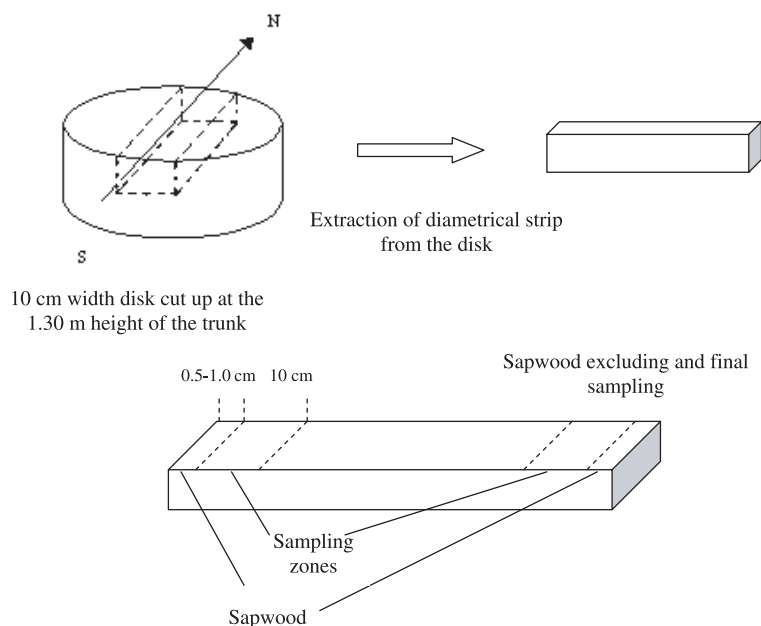 N
S
Extraction of diametrical strip
from the disk
10 cm width disk cut up at the
1.30 m height of the trunk
0.5-1.0 cm
10 cm
Sapwood excluding and final
sampling
Sampling
zones
Sapwood